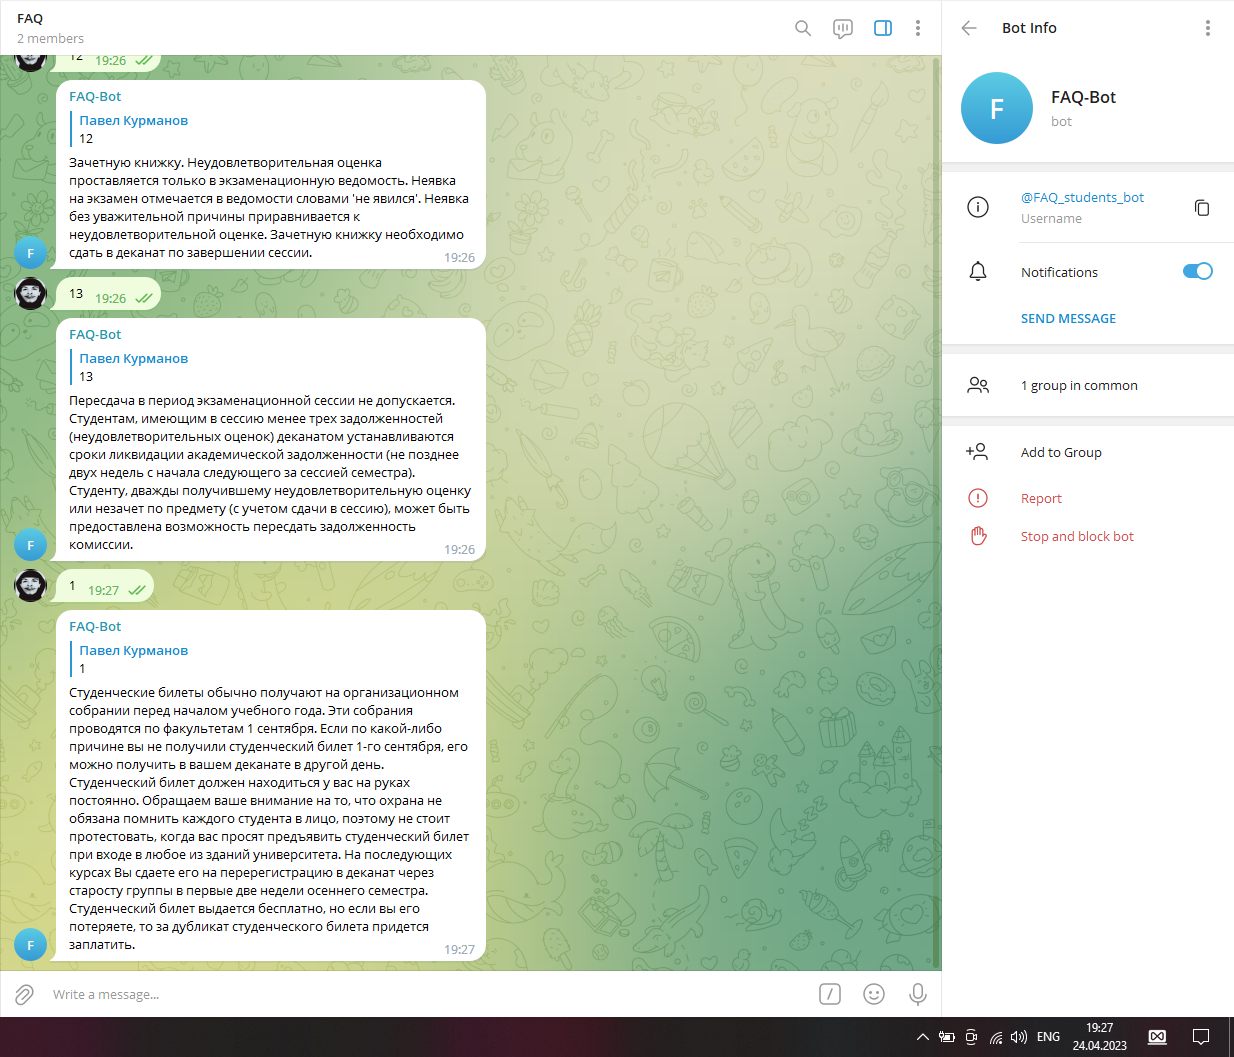 FAQ
2 members
12 19:26
FAQ-Bot
Павел Курманов
12
Зачетную книжку. Неудовлетворительная оценка
проставляется только в экзаменационную ведомость. Неявка
на экзамен отмечается в ведомости словами 'не явился'. Неявка
без уважительной причины приравнивается к
неудовлетворительной оценке. Зачетную книжку необходимо
сдать в деканат по завершении сессии.
19:26
F
13 19:26
FAQ-Bot
Павел Курманов
13
Пересдача в период экзаменационной сессии не допускается.
Студентам, имеющим в сессию менее трех задолженностей
(неудовлетворительных оценок) деканатом устанавливаются
сроки ликвидации академической задолженности (не позднее
двух недель с начала следующего за сессией семестра).
Студенту, дважды получившему неудовлетворительную оценку
или незачет по предмету (с учетом сдачи в сессию), может быть
предоставлена возможность пересдать задолженность
комиссии.
19:26
F
1 19:27
FAQ-Bot
Павел Курманов
1
Студенческие билеты обычно получают на организационном
собрании перед началом учебного года. Эти собрания
проводятся по факультетам 1 сентября. Если по какой-либо
причине вы не получили студенческий билет 1-го сентября, его
можно получить в вашем деканате в другой день.
Студенческий билет должен находиться у вас на руках
постоянно. Обращаем ваше внимание на то, что охрана не
обязана помнить каждого студента в лицо, поэтому не стоит
протестовать, когда вас просят предъявить студенческий билет
при входе в любое из зданий университета. На последующих
курсах Вы сдаете его на перерегистрацию в деканат через
старосту группы в первые две недели осеннего семестра.
Студенческий билет выдается бесплатно, но если вы его
потеряете, то за дубликат студенческого билета придется
заплатить.
19:27
F
Write a message...
Bot Info
F
FAQ-Bot
bot
@FAQ_students_bot
Username
Notifications
SEND MESSAGE
1 group in common
Add to Group
Report
Stop and block bot
ENG
19:27
24.04.2023